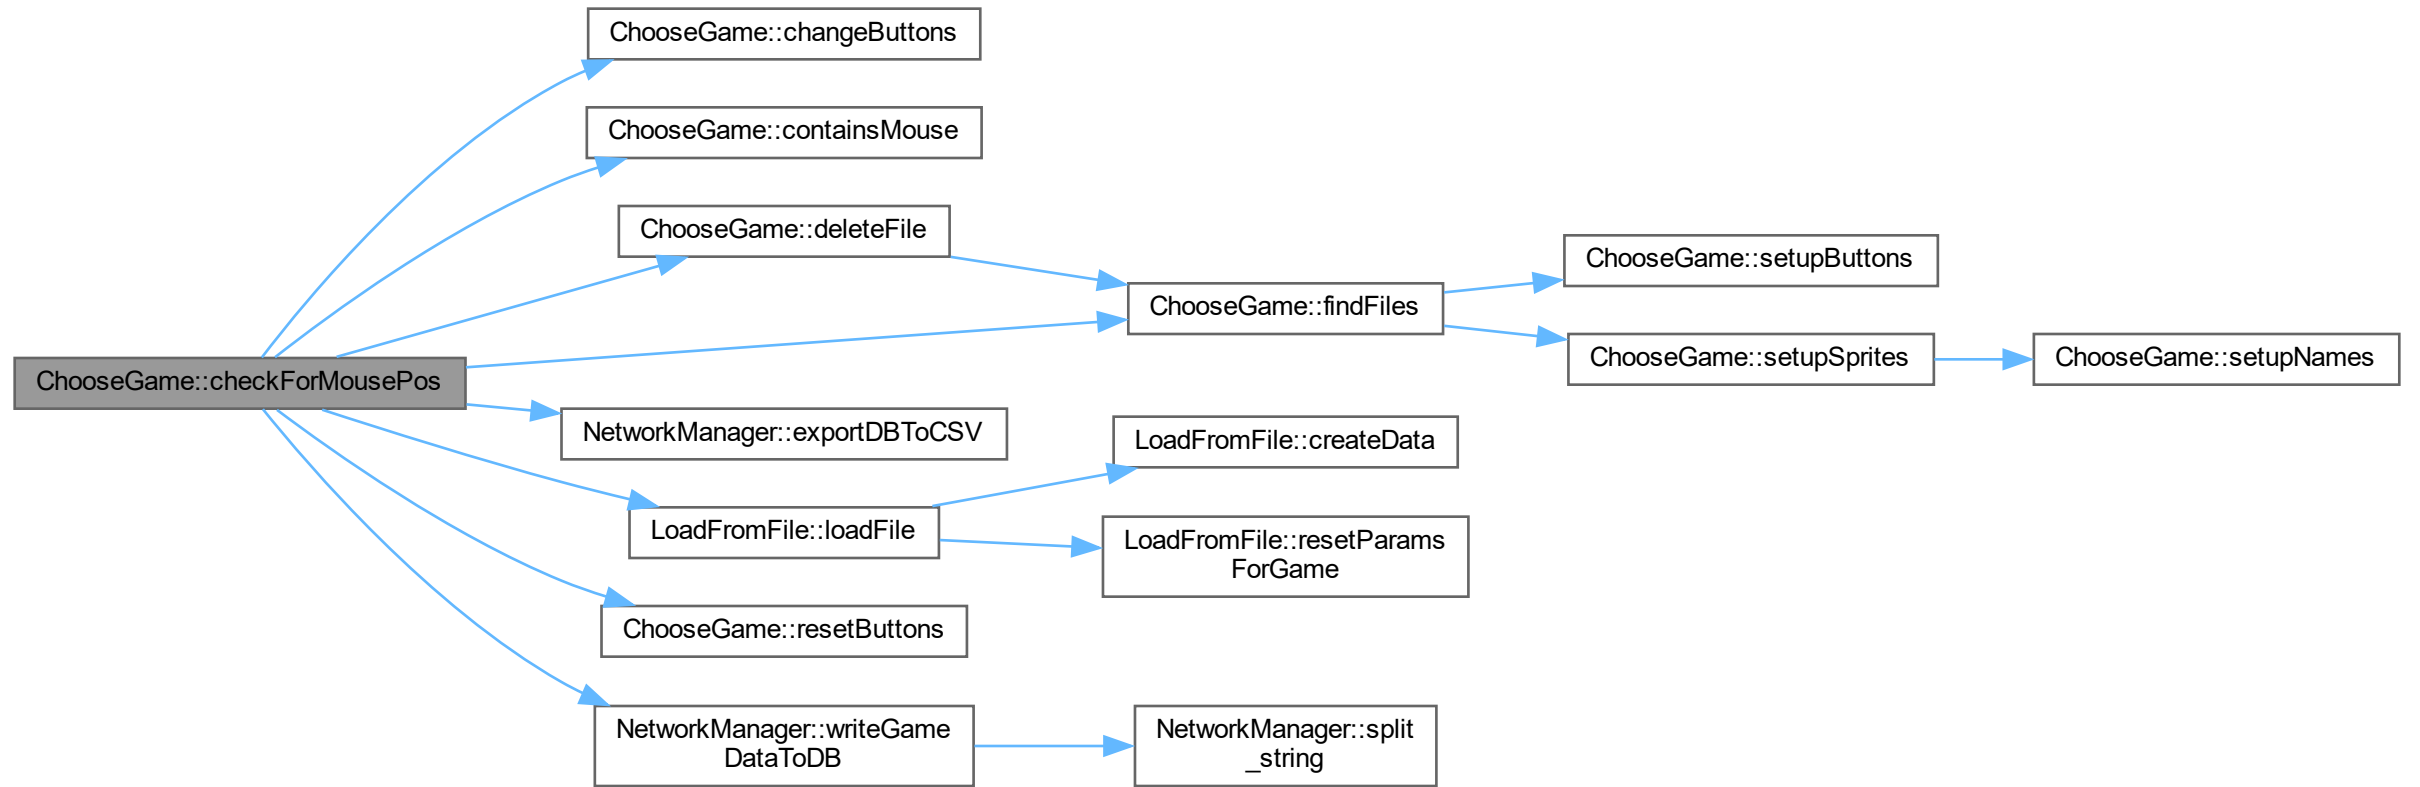 ChooseGame::changeButtons
ChooseGame::containsMouse
ChooseGame::deleteFile
ChooseGame::setupButtons
ChooseGame::findFiles
ChooseGame::setupSprites
ChooseGame::setupNames
ChooseGame::checkForMousePos
NetworkManager::exportDBToCSV
LoadFromFile::createData
LoadFromFile::loadFile
LoadFromFile::resetParams
ForGame
ChooseGame::resetButtons
NetworkManager::writeGame
DataToDB
NetworkManager::split
_string